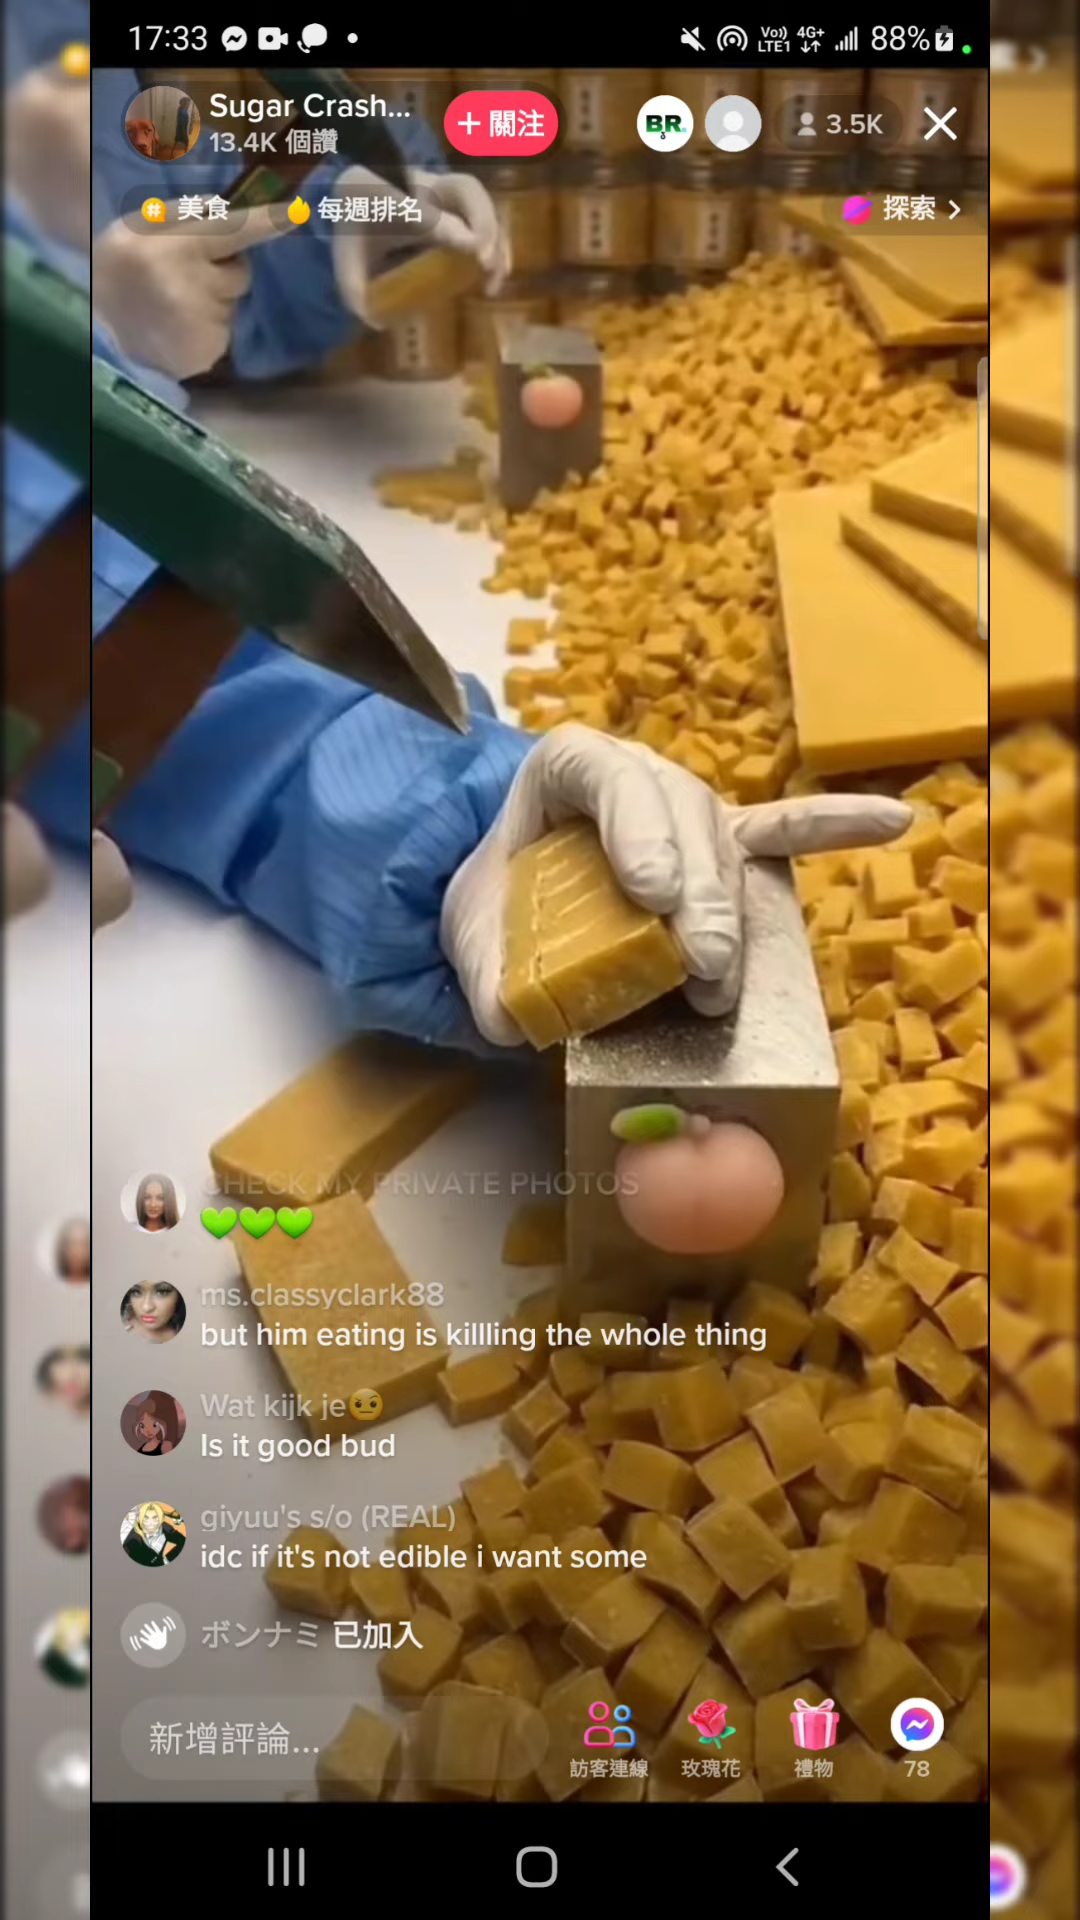 17:33
Vo)) LTE1 4G+ 88%
Sugar Crash...
13.4K 個讚
+ 關注
BR
3.5K
美食
每週排名
探索
CHECK MY PRIVATE PHOTOS
💚💚💚
ms.classyclark88
but him eating is killling the whole thing
Wat kijk je🤨
Is it good bud
giyuu's s/o (REAL)
idc if it's not edible i want some
ボンナミ 已加入
新增評論...
訪客連線
玫瑰花
禮物
78